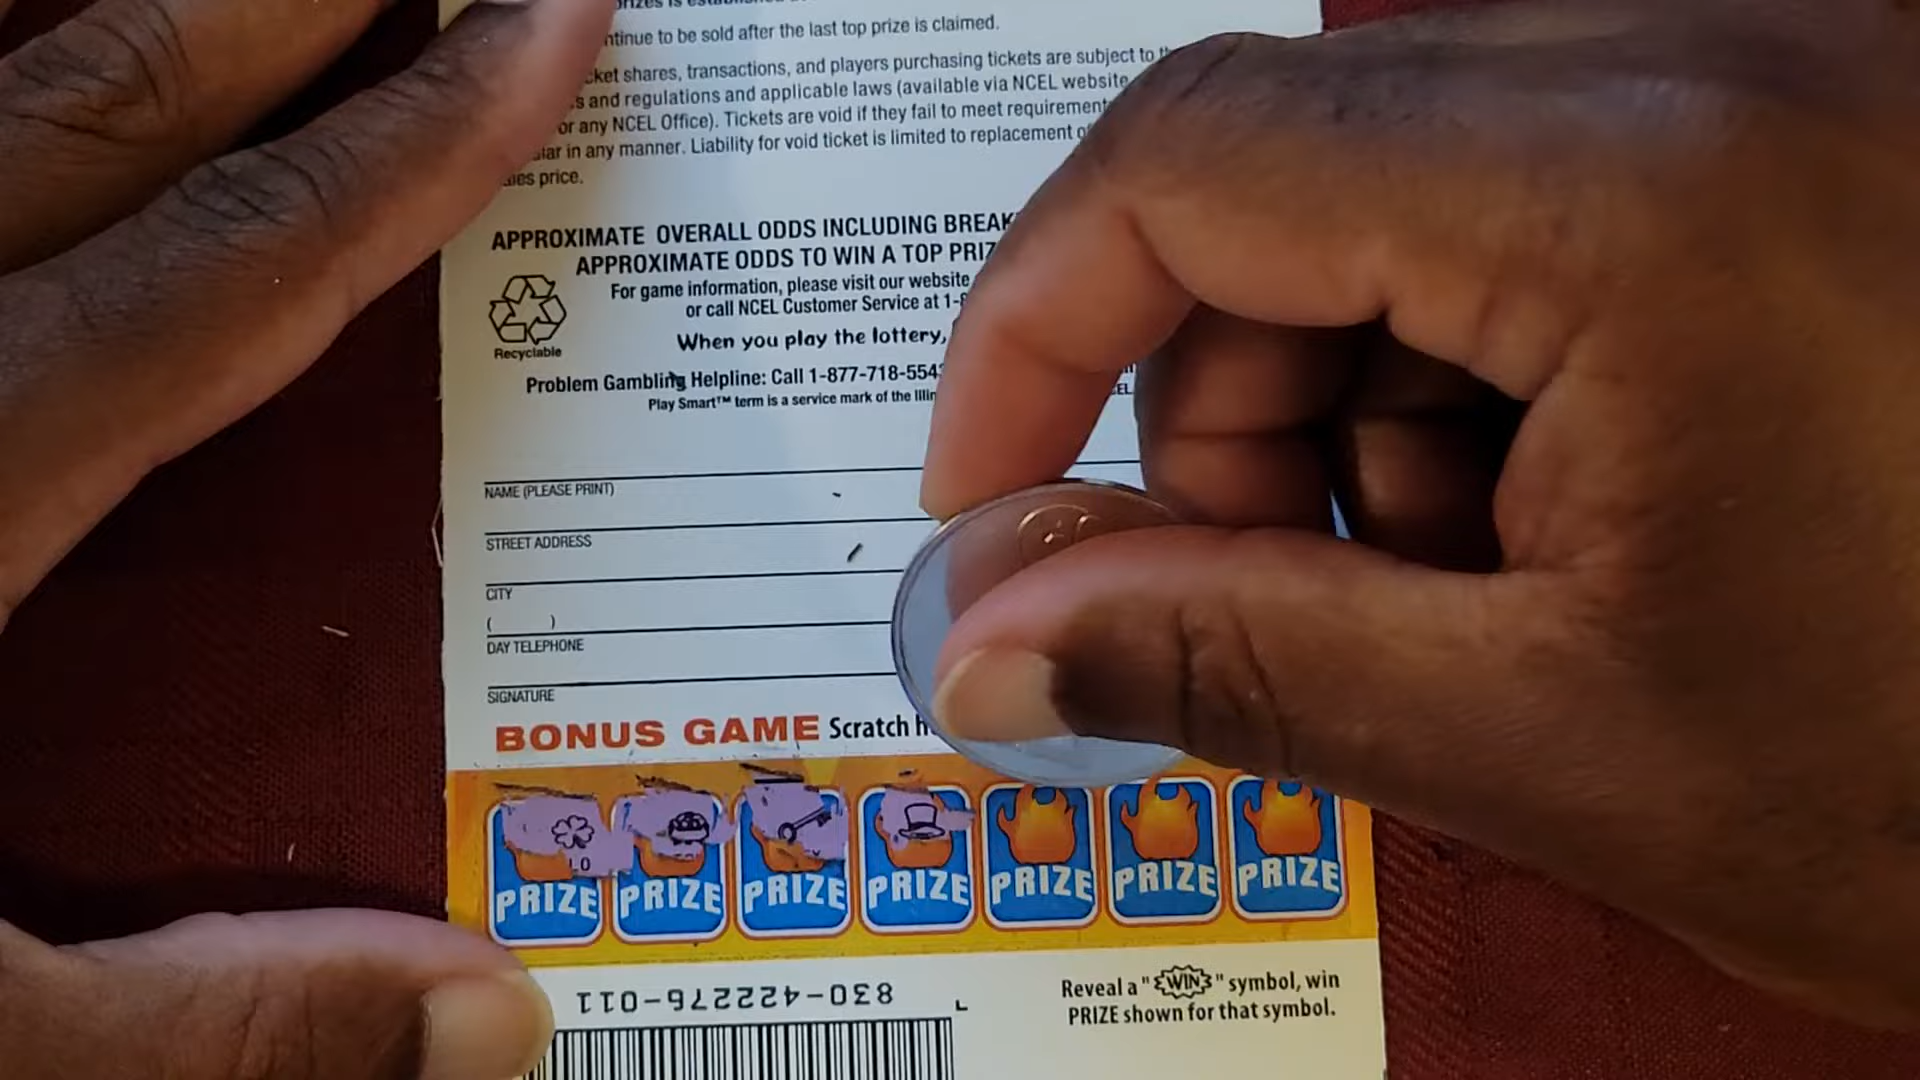 ntinue to be sold after the last top prize is claimed.
ket shares, transactions, and players purchasing tickets are subject to
s and regulations and applicable laws (available via NCEL website
or any NCEL Office). Tickets are void if they fail to meet requirement
in any manner. Liability for void ticket is limited to replacement
ales price.
APPROXIMATE OVERALL ODDS INCLUDING BREAK
APPROXIMATE ODDS TO WIN A TOP PRIZ
For game information, please visit our website
or call NCEL Customer Service at 1-8
When you play the lottery,
Recyclable
Problem Gambling Helpline: Call 1-877-718-554
Play Smart™ term is a service mark of the Illin
EL
NAME (PLEASE PRINT)
STREET ADDRESS
CITY
( )
DAY TELEPHONE
SIGNATURE
BONUS GAME Scratch h
PRIZE PRIZE PRIZE PRIZE PRIZE PRIZE PRIZE
830-422276-011
Reveal a "WIN" symbol, win
PRIZE shown for that symbol.